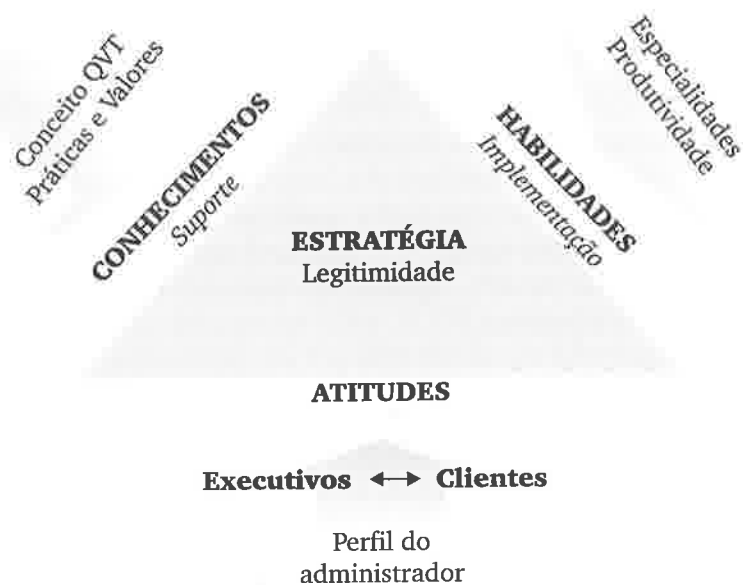 Conceito QVT
Práticas e Valores
CONHECIMENTOS
Suporte
Especialidades
Produtividade
HABILIDADES
Implementação
ESTRATÉGIA
Legitimidade
ATITUDES
Executivos ↔ Clientes
Perfil do
administrador